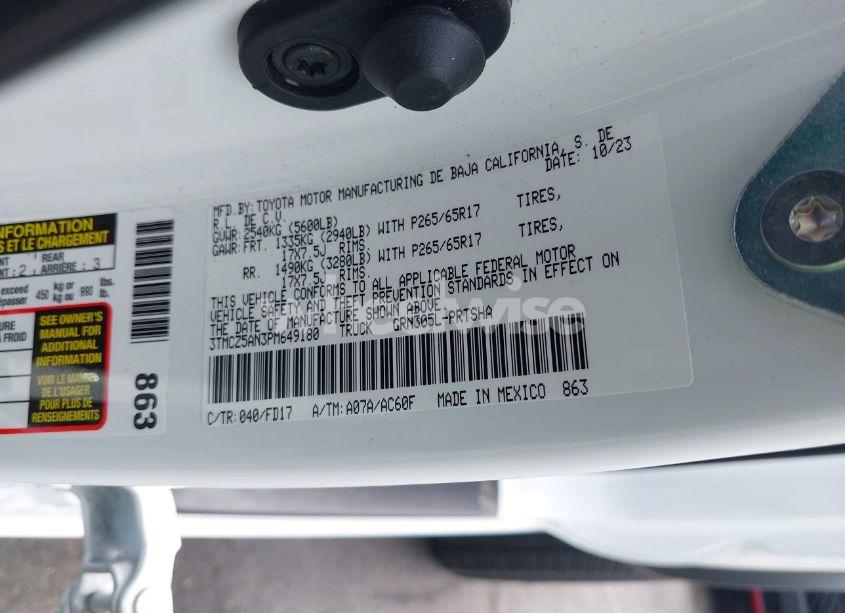 MFD.BY:TOYOTA MOTOR MANUFACTURING DE BAJA CALIFORNIA, S. DE
R. L. DE C.V. DATE: 10/23
GVWR:2540KG (5600LB)
GAWR:FRT. 1335KG (2940LB) WITH P265/65R17 TIRES,
17X7.5J RIMS
RR. 1490KG (3280LB) WITH P265/65R17 TIRES,
17X7.5J RIMS.
THIS VEHICLE CONFORMS TO ALL APPLICABLE FEDERAL MOTOR
VEHICLE SAFETY AND THEFT PREVENTION STANDARDS IN EFFECT ON
THE DATE OF MANUFACTURE SHOWN ABOVE.
3TMCZ5AN3PM649180 TRUCK GRN305L-PRTSHA
C/TR:040/FD17 A/TM:A07A/AC60F MADE IN MEXICO 863
INFORMATION
S ET LE CHARGEMENT
REAR
:2 ARRIÈRE : 3
exceed 450 kg or 990 lbs.
passer kg ou lb.
URE
À FROID
SEE OWNER'S
MANUAL FOR
ADDITIONAL
INFORMATION
VOIR LE MANUEL
DE L'USAGER
POUR PLUS DE
RENSEIGNEMENTS
863